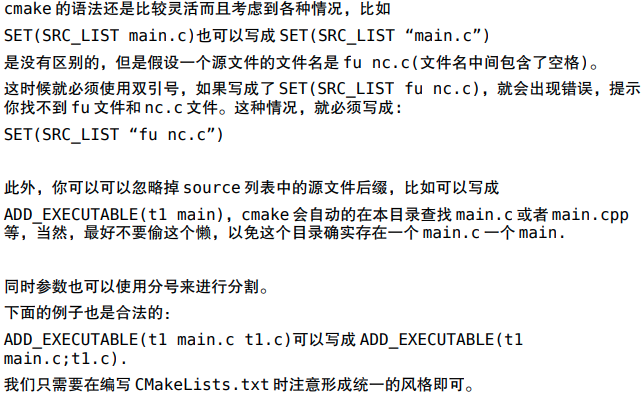 cmake 的语法还是比较灵活而且考虑到各种情况，比如
SET(SRC_LIST main.c)也可以写成 SET(SRC_LIST “main.c”)
是没有区别的，但是假设一个源文件的文件名是 fu nc.c(文件名中间包含了空格)。
这时候就必须使用双引号，如果写成了 SET(SRC_LIST fu nc.c)，就会出现错误，提示
你找不到 fu 文件和 nc.c 文件。这种情况，就必须写成:
SET(SRC_LIST “fu nc.c”)
此外，你可以可以忽略掉 source 列表中的源文件后缀，比如可以写成
ADD_EXECUTABLE(t1 main)，cmake 会自动的在本目录查找 main.c 或者 main.cpp
等，当然，最好不要偷这个懒，以免这个目录确实存在一个 main.c 一个 main.
同时参数也可以使用分号来进行分割。
下面的例子也是合法的：
ADD_EXECUTABLE(t1 main.c t1.c)可以写成 ADD_EXECUTABLE(t1
main.c;t1.c).
我们只需要在编写 CMakeLists.txt 时注意形成统一的风格即可。